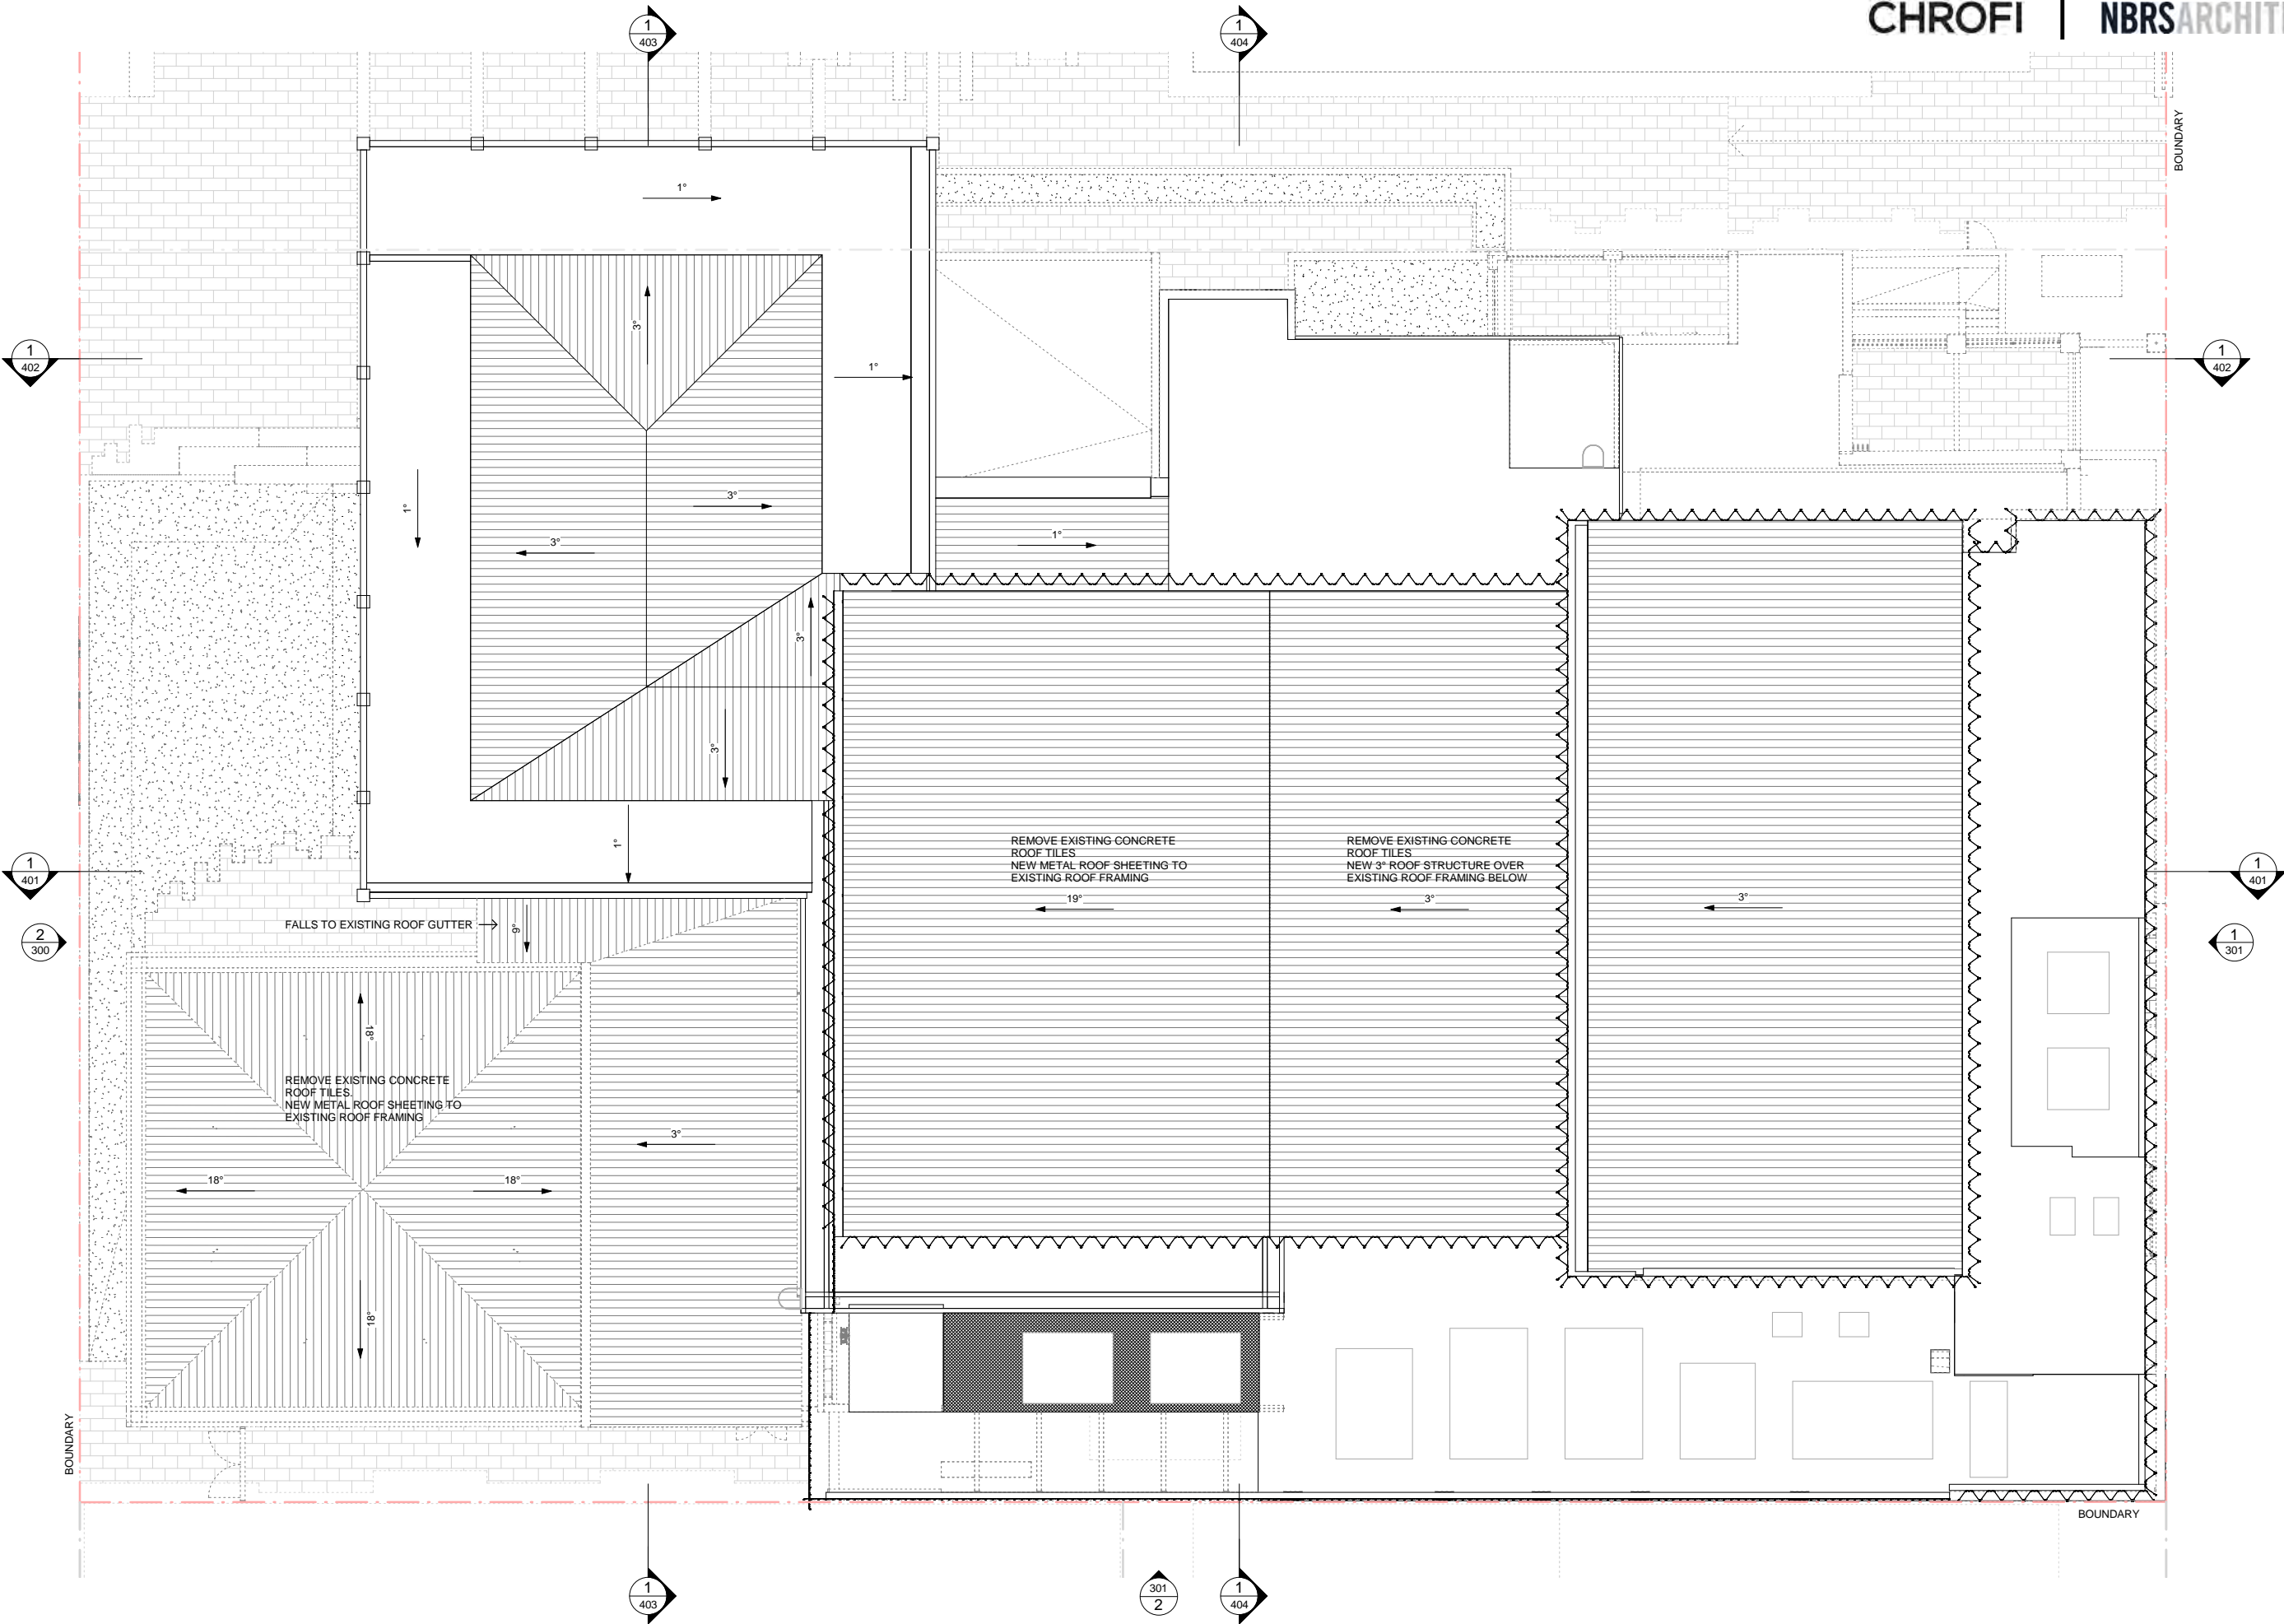 CHROFI | NBRSARCHITE
1
403
1
404
BOUNDARY
1°
1
402
3°
1°
1
402
1°
3°
3°
1°
3°
3°
1°
REMOVE EXISTING CONCRETE
ROOF TILES
NEW METAL ROOF SHEETING TO
EXISTING ROOF FRAMING
19°
REMOVE EXISTING CONCRETE
ROOF TILES
NEW 3° ROOF STRUCTURE OVER
EXISTING ROOF FRAMING BELOW
3°
3°
1
401
1
401
FALLS TO EXISTING ROOF GUTTER
9°
2
300
1
301
18°
REMOVE EXISTING CONCRETE
ROOF TILES.
NEW METAL ROOF SHEETING TO
EXISTING ROOF FRAMING
3°
18°
18°
18°
BOUNDARY
BOUNDARY
1
403
301
2
1
404